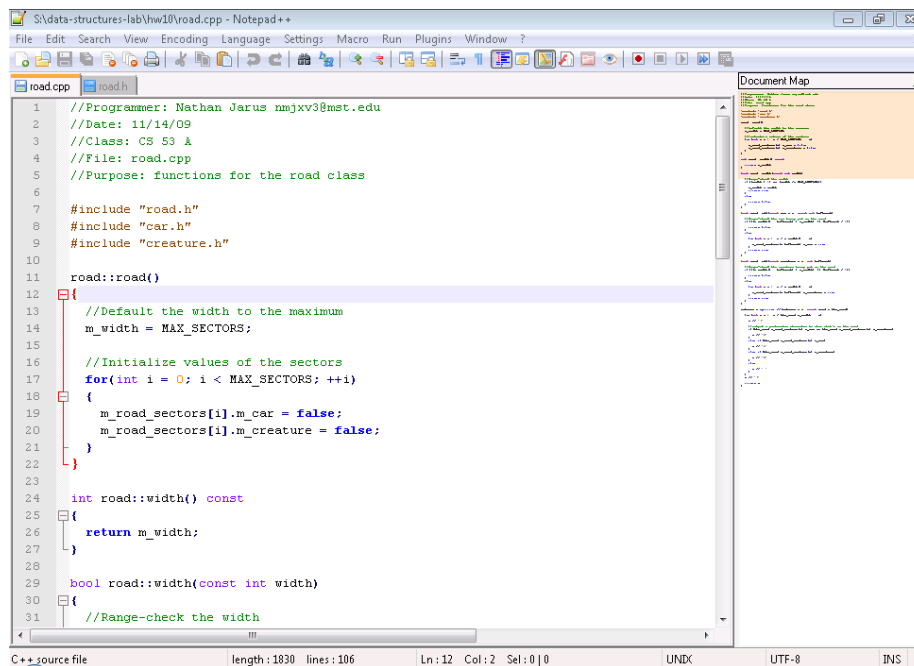 S:\data-structures-lab\hw10\road.cpp - Notepad++
File Edit Search View Encoding Language Settings Macro Run Plugins Window ?
road.cpp road.h
Document Map
1 //Programmer: Nathan Jarus nmjxv3@mst.edu
2 //Date: 11/14/09
3 //Class: CS 53 A
4 //File: road.cpp
5 //Purpose: functions for the road class
6
7 #include "road.h"
8 #include "car.h"
9 #include "creature.h"
10
11 road::road()
12 {
13 //Default the width to the maximum
14 m_width = MAX_SECTORS;
15
16 //Initialize values of the sectors
17 for(int i = 0; i < MAX_SECTORS; ++i)
18 {
19 m_road_sectors[i].m_car = false;
20 m_road_sectors[i].m_creature = false;
21 }
22 }
23
24 int road::width() const
25 {
26 return m_width;
27 }
28
29 bool road::width(const int width)
30 {
31 //Range-check the width
C++ source file length : 1830 lines : 106 Ln : 12 Col : 2 Sel : 0 | 0 UNIX UTF-8 INS